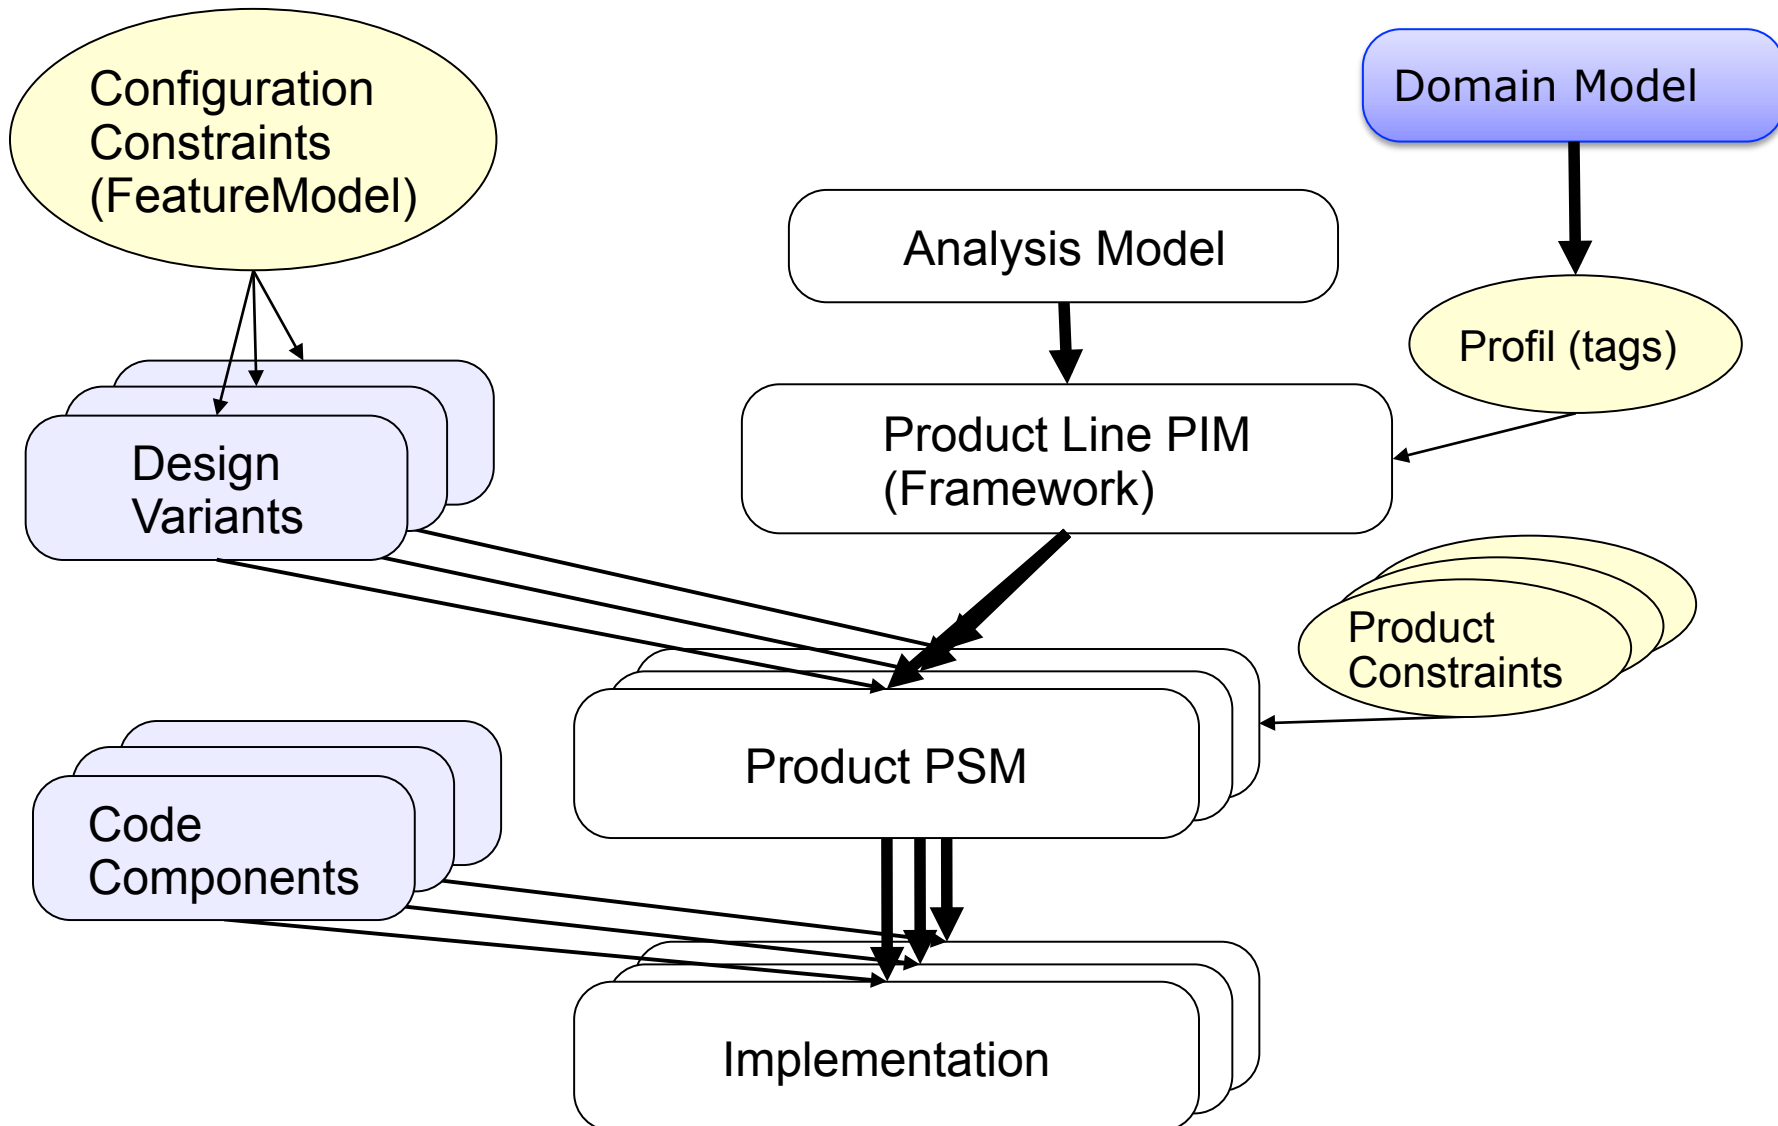 Configuration
Constraints
(FeatureModel)
Domain Model
Analysis Model
Profil (tags)
Product Line PIM
(Framework)
Design
Variants
Product
Constraints
Product PSM
Code
Components
Implementation